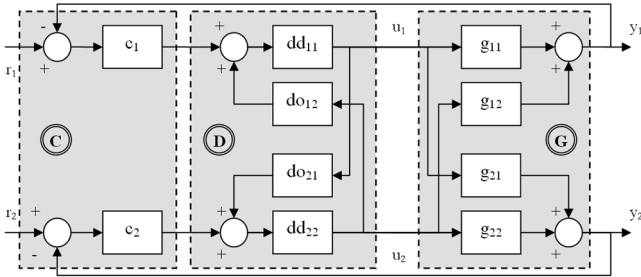 - + c₁ + + dd₁₁ u₁ g₁₁ + + y₁
r₁ do₁₂ g₁₂
C D G
do₂₁ g₂₁
r₂ + - c₂ + + dd₂₂ u₂ g₂₂ + + y₂